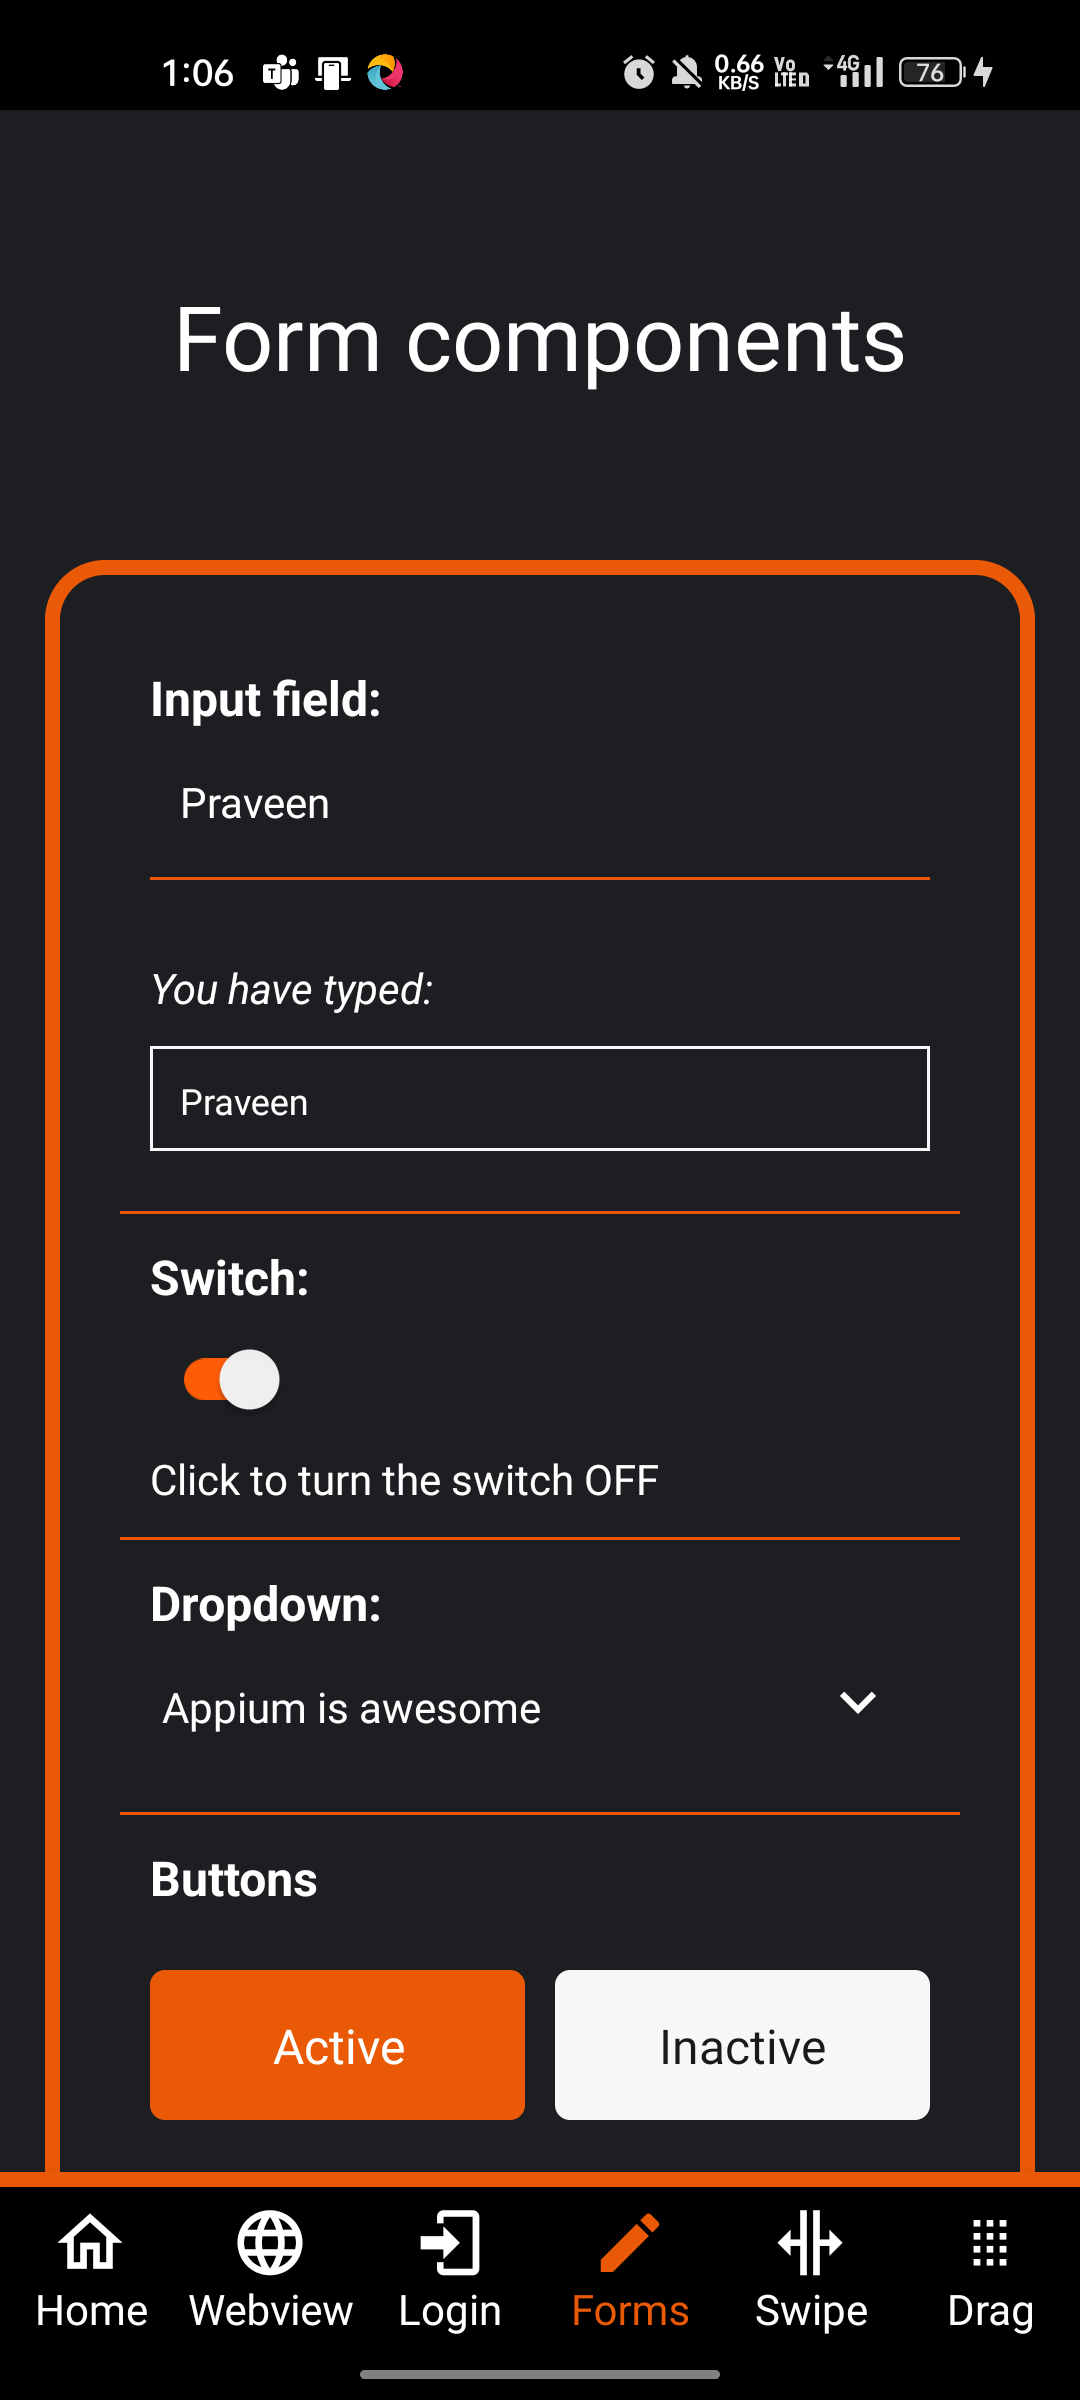 1:06 0.66 KB/S Vo LTE 4G 76
Form components
Input field:
Praveen
You have typed:
Praveen
Switch:
Click to turn the switch OFF
Dropdown:
Appium is awesome
Buttons
Active Inactive
Home Webview Login Forms Swipe Drag